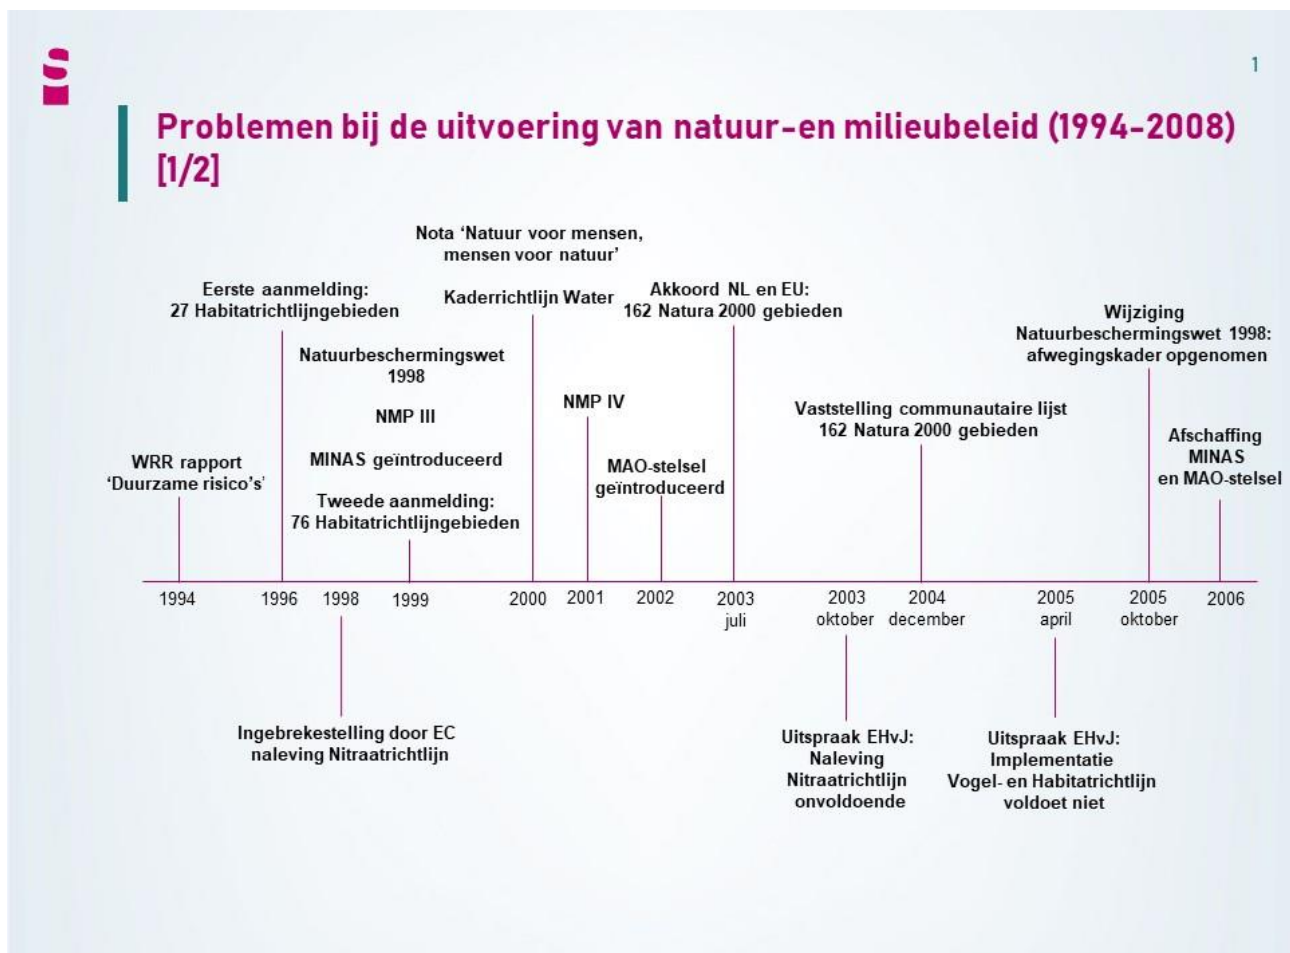 1
Problemen bij de uitvoering van natuur-en milieubeleid (1994-2008)
[1/2]
Nota ‘Natuur voor mensen,
mensen voor natuur’
Eerste aanmelding:
27 Habitatrichtlijngebieden
Kaderrichtlijn Water
Akkoord NL en EU:
162 Natura 2000 gebieden
Wijziging
Natuurbeschermingswet 1998:
afwegingskader opgenomen
Natuurbeschermingswet
1998
NMP III
MINAS geïntroduceerd
Tweede aanmelding:
76 Habitatrichtlijngebieden
NMP IV
Vaststelling communautaire lijst
162 Natura 2000 gebieden
Afschaffing
MINAS
en MAO-stelsel
WRR rapport
‘Duurzame risico’s’
MAO-stelsel
geïntroduceerd
1994
1996
1998
1999
2000
2001
2002
2003
juli
2003
oktober
2004
december
2005
april
2005
oktober
2006
Ingebrekestelling door EC
naleving Nitraatrichtlijn
Uitspraak EHvJ:
Naleving
Nitraatrichtlijn
onvoldoende
Uitspraak EHvJ:
Implementatie
Vogel- en Habitatrichtlijn
voldoet niet